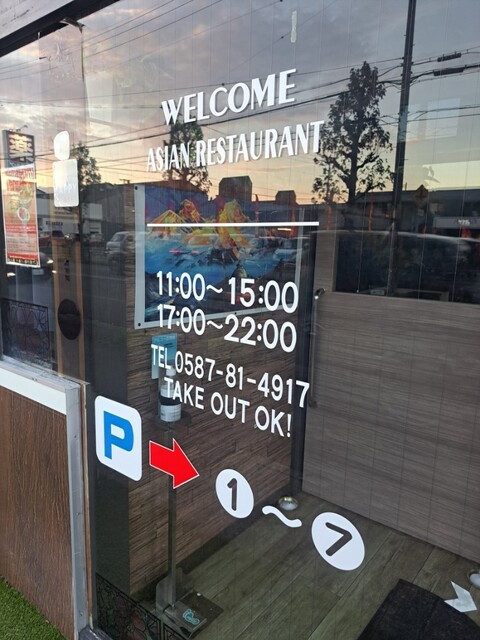 WELCOME
ASIAN RESTAURANT
11:00~15:00
17:00~22:00
TEL 0587-81-4917
TAKE OUT OK!
P
1~7